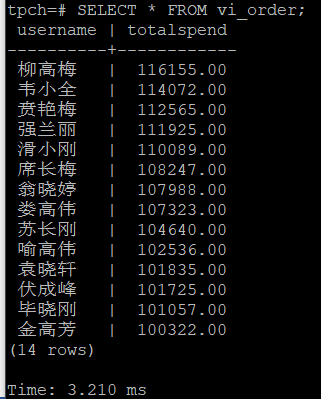 tpch=# SELECT * FROM vi_order;
username | totalspend
----------+------------
柳高梅 | 116155.00
韦小全 | 114072.00
贲艳梅 | 112565.00
强兰丽 | 111925.00
滑小刚 | 110089.00
席长梅 | 108247.00
翁晓婷 | 107988.00
娄高伟 | 107323.00
苏长刚 | 104640.00
喻高伟 | 102536.00
袁晓轩 | 101835.00
伏成峰 | 101725.00
毕晓刚 | 101057.00
金高芳 | 100322.00
(14 rows)
Time: 3.210 ms